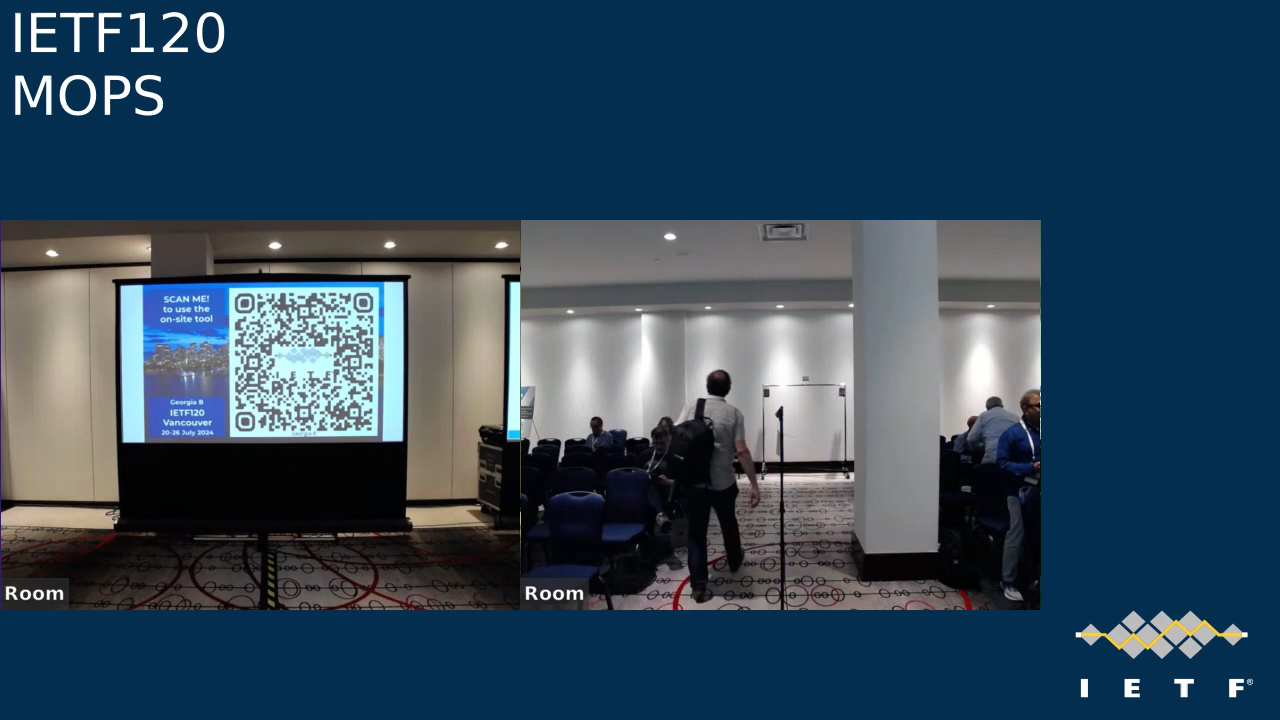 IETF120
MOPS
SCAN ME!
to use the
on-site tool
Georgia B
IETF120
Vancouver
20-26 July 2024
I E T F
Georgia B
Room
Room
I E T F®